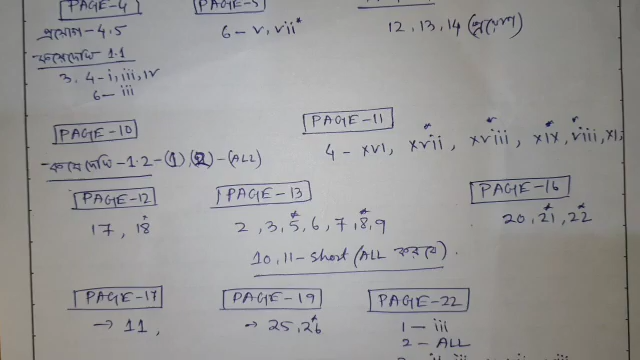 PAGE-4
প্রয়োগ - 4, 5
কষে দেখি 1.1
3, 4 - i, iii, iv
6 - iii
PAGE-5
6 - v, vii*
12, 13, 14
PAGE-10
কষে দেখি - 1.2 - (1), (2) - (ALL)
PAGE-11
4 - xvi, xvii*, xviii*, xix*, viii*, xi,
PAGE-12
17, 18*
PAGE-13
2, 3, 5*, 6, 7, 8*, 9
10, 11 - short (ALL করবে).
PAGE-16
20, 21*, 22*
PAGE-17
→ 11,
PAGE-19
→ 25, 26*
PAGE-22
1 - iii
2 - ALL